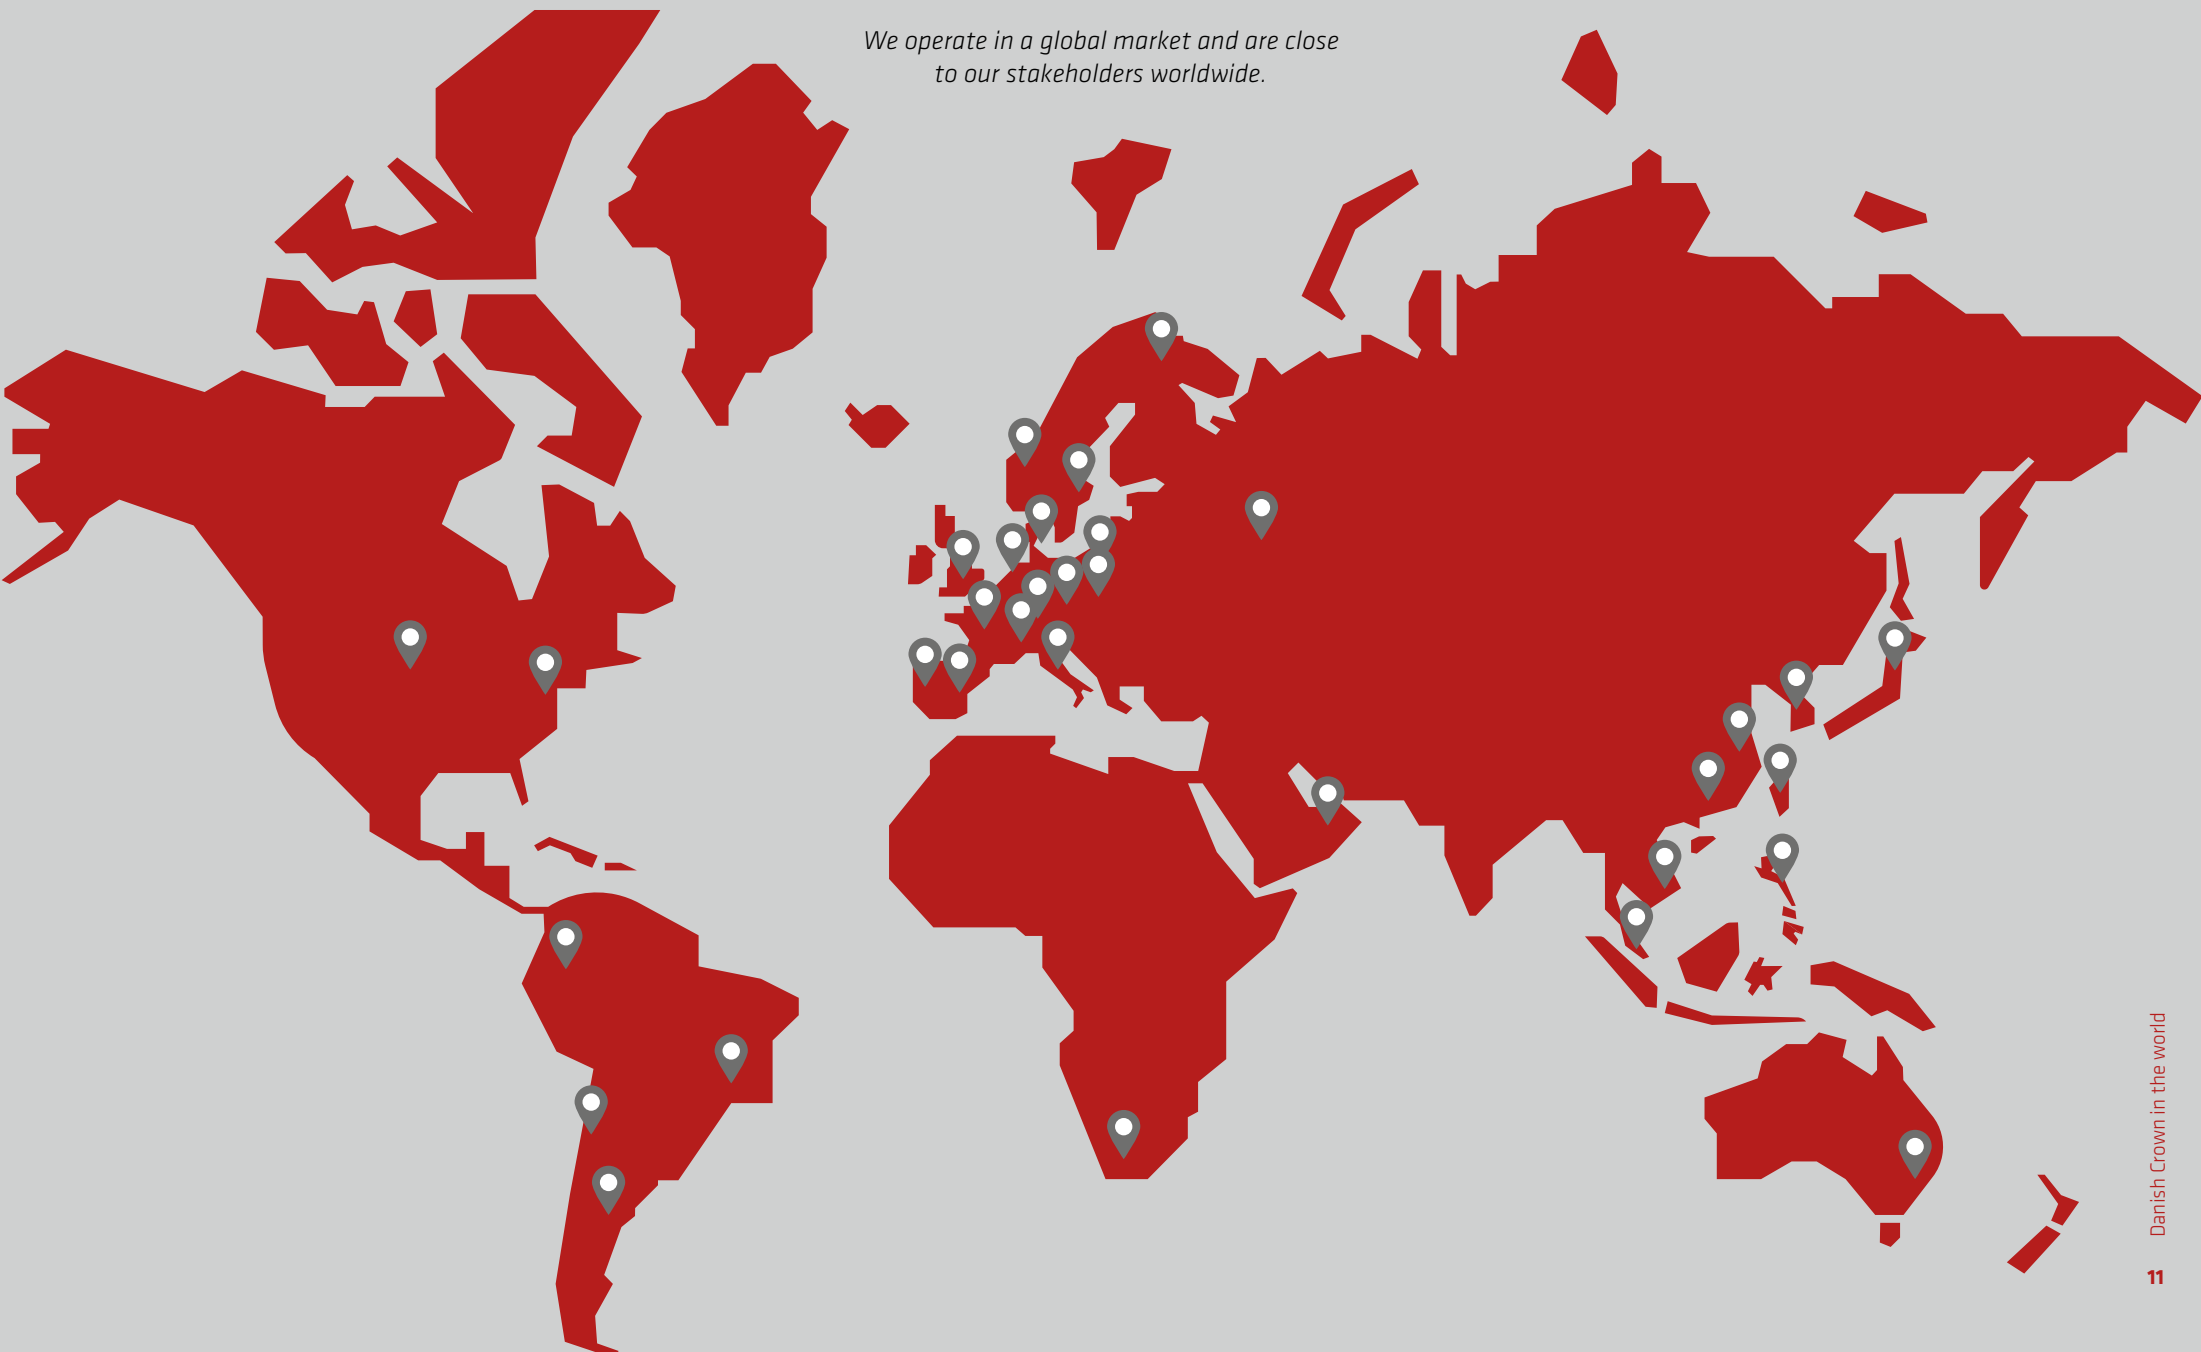 We operate in a global market and are close
to our stakeholders worldwide.
Danish Crown in the world
11